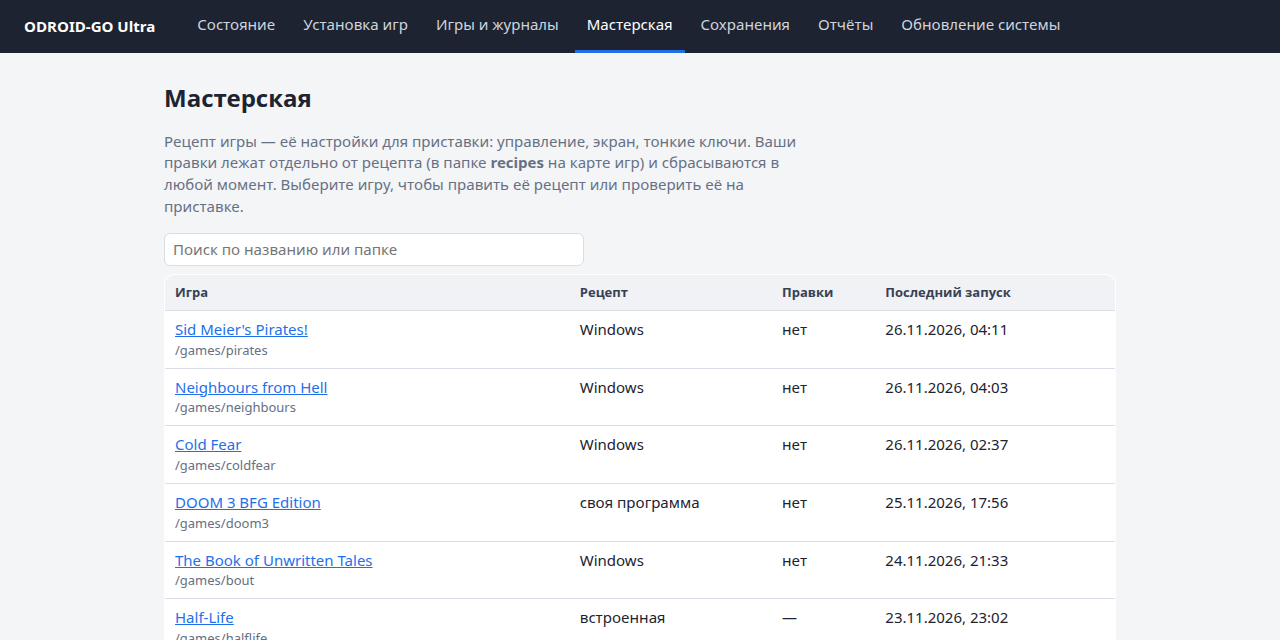 ODROID-GO Ultra Состояние Установка игр Игры и журналы Мастерская Сохранения Отчёты Обновление системы
Мастерская
Рецепт игры — её настройки для приставки: управление, экран, тонкие ключи. Ваши
правки лежат отдельно от рецепта (в папке recipes на карте игр) и сбрасываются в
любой момент. Выберите игру, чтобы править её рецепт или проверить её на
приставке.
Поиск по названию или папке
Игра Рецепт Правки Последний запуск
Sid Meier's Pirates! Windows нет 26.11.2026, 04:11
/games/pirates
Neighbours from Hell Windows нет 26.11.2026, 04:03
/games/neighbours
Cold Fear Windows нет 26.11.2026, 02:37
/games/coldfear
DOOM 3 BFG Edition своя программа нет 25.11.2026, 17:56
/games/doom3
The Book of Unwritten Tales Windows нет 24.11.2026, 21:33
/games/bout
Half-Life встроенная — 23.11.2026, 23:02
/games/halflife